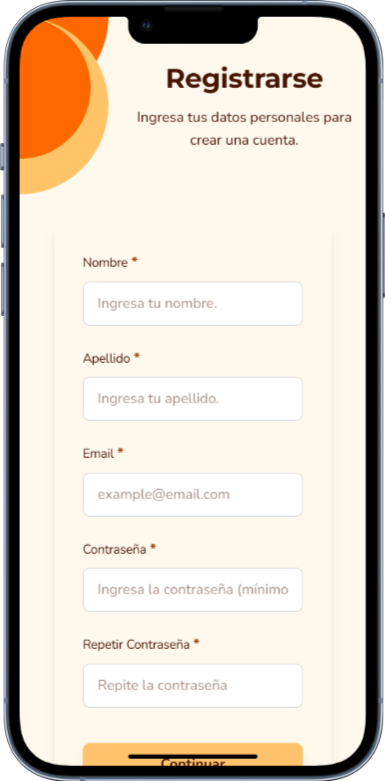 Registrarse
Ingresa tus datos personales para
crear una cuenta.
Nombre *
Ingresa tu nombre.
Apellido *
Ingresa tu apellido.
Email *
example@email.com
Contraseña *
Ingresa la contraseña (mínimo
Repetir Contraseña *
Repite la contraseña
Continuar